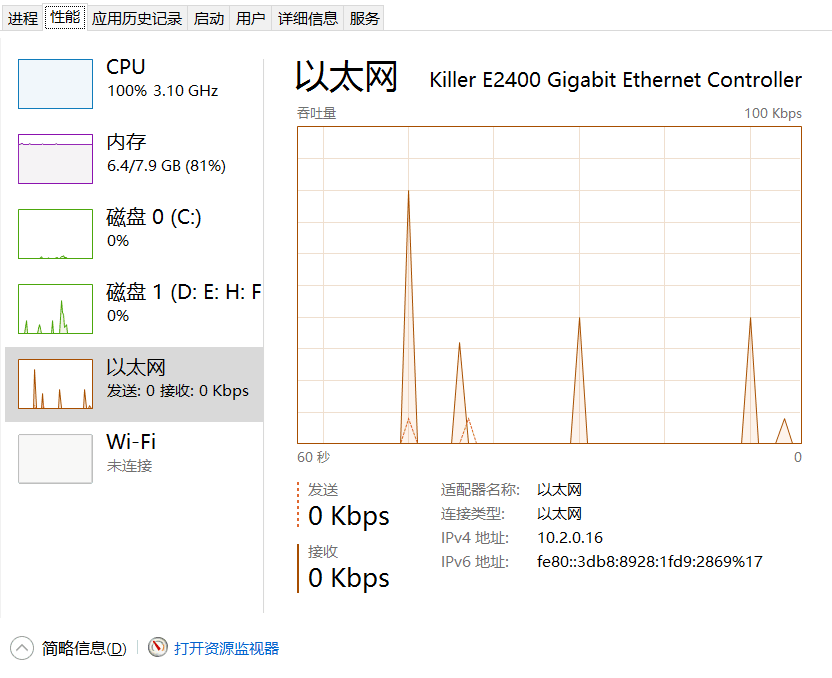 进程 性能 应用历史记录 启动 用户 详细信息 服务
CPU
100% 3.10 GHz
内存
6.4/7.9 GB (81%)
磁盘 0 (C:)
0%
磁盘 1 (D: E: H: F
0%
以太网
发送: 0 接收: 0 Kbps
Wi-Fi
未连接
以太网 Killer E2400 Gigabit Ethernet Controller
吞吐量 100 Kbps
60 秒 0
发送
0 Kbps
接收
0 Kbps
适配器名称: 以太网
连接类型: 以太网
IPv4 地址: 10.2.0.16
IPv6 地址: fe80::3db8:8928:1fd9:2869%17
简略信息(D) 打开资源监视器